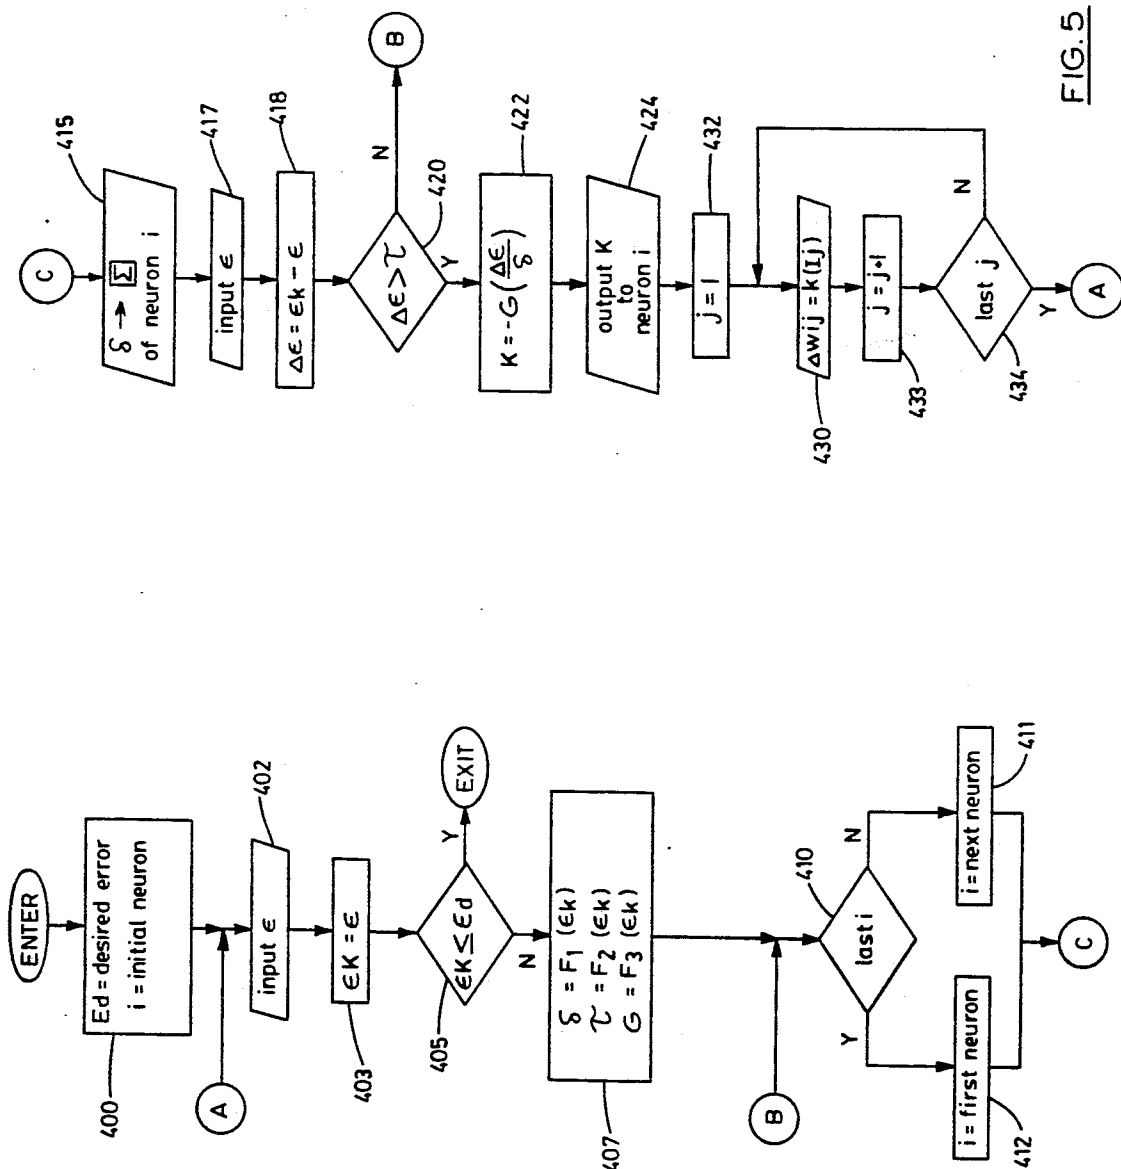 ENTER
Ed = desired error
i = initial neuron
400
A
input ϵ
402
ϵK = ϵ
403
ϵK ≤ ϵd
405
Y
EXIT
N
δ = F₁ (ϵk)
τ = F₂ (ϵk)
G = F₃ (ϵk)
407
B
last i
410
Y
N
i = first neuron
412
i = next neuron
411
C
C
δ → Σ
of neuron i
415
input ϵ
417
Δϵ = ϵk − ϵ
418
Δϵ > τ
420
N
B
Y
K = -G(Δϵ/δ)
422
output K
to
neuron i
424
j = 1
432
Δwij = k(Ij)
430
j = j+1
433
last j
434
N
Y
A
FIG. 5